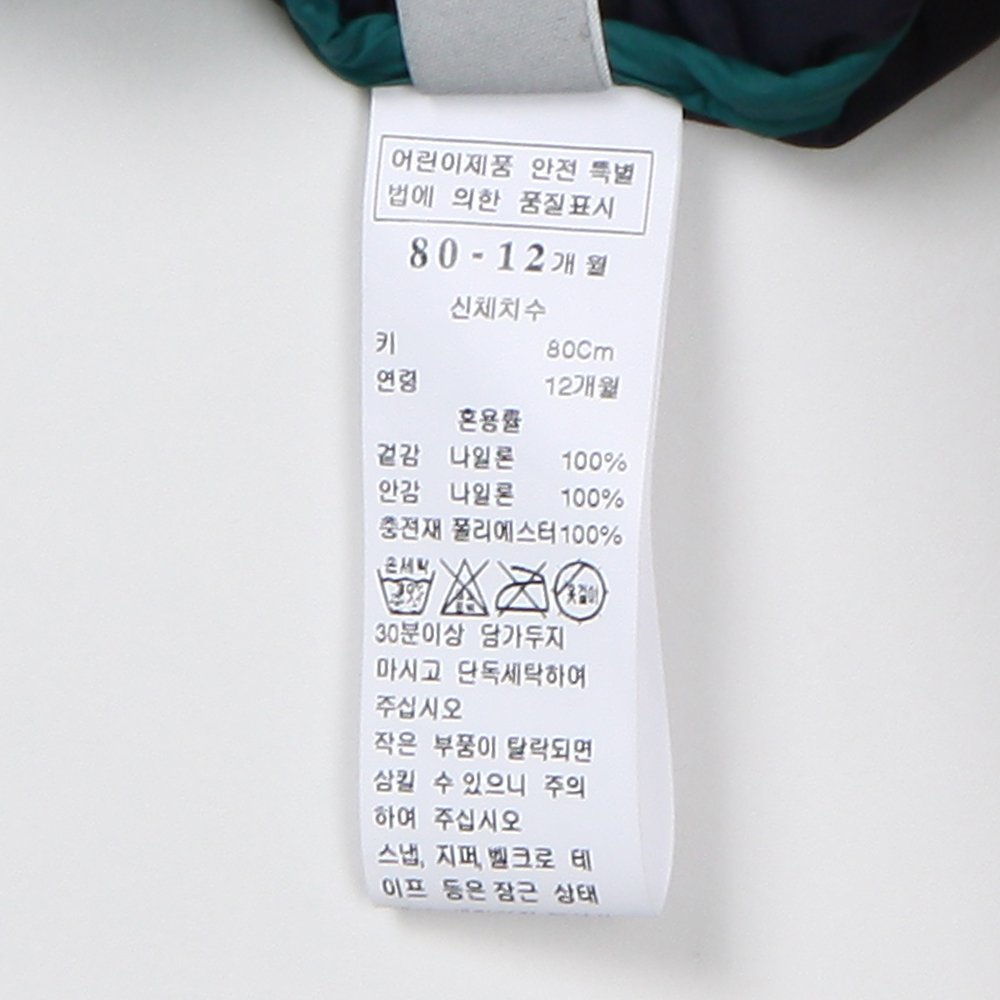 어린이제품 안전 특별
법에 의한 품질표시
80-12개월
신체치수
키 80Cm
연령 12개월
혼용률
겉감 나일론 100%
안감 나일론 100%
충전재 폴리에스터100%
손세탁
옷걸이
30분이상 담가두지
마시고 단독세탁하여
주십시오
작은 부품이 탈락되면
삼킬 수 있으니 주의
하여 주십시오
스냅, 지퍼,벨크로 테
이프 등은 잠근 상태